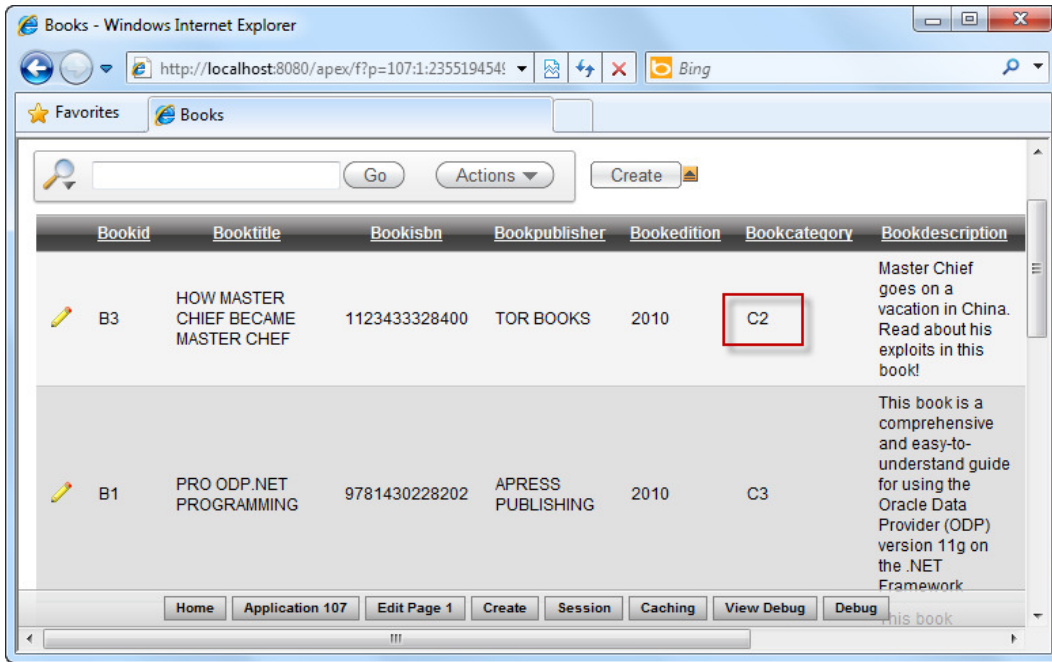 Books - Windows Internet Explorer
http://localhost:8080/apex/f?p=107:1:2355194549
Bing
Favorites
Books
Go
Actions
Create
Bookid Booktitle Bookisbn Bookpublisher Bookedition Bookcategory Bookdescription
B3
HOW MASTER
CHIEF BECAME
MASTER CHEF
1123433328400
TOR BOOKS
2010
C2
Master Chief
goes on a
vacation in China.
Read about his
exploits in this
book!
B1
PRO ODP.NET
PROGRAMMING
9781430228202
APRESS
PUBLISHING
2010
C3
This book is a
comprehensive
and easy-to-
understand guide
for using the
Oracle Data
Provider (ODP)
version 11g on
the .NET
Framework
This book
Home Application 107 Edit Page 1 Create Session Caching View Debug Debug